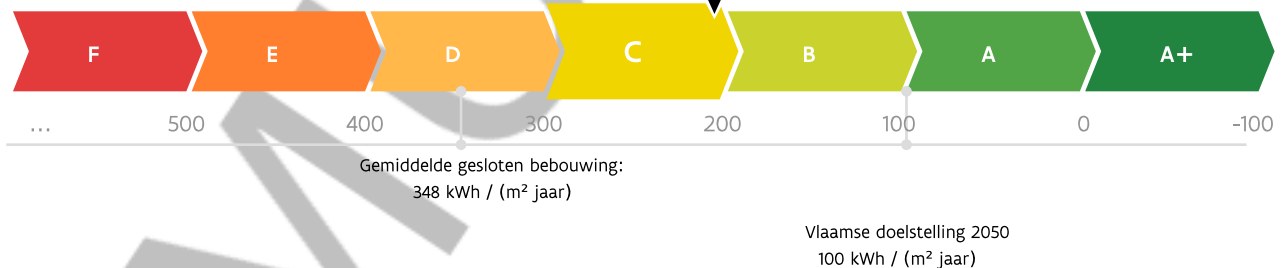 F E D C B A A+
... 500 400 300 200 100 0 -100
Gemiddelde gesloten bebouwing:
348 kWh / (m² jaar)
Vlaamse doelstelling 2050
100 kWh / (m² jaar)